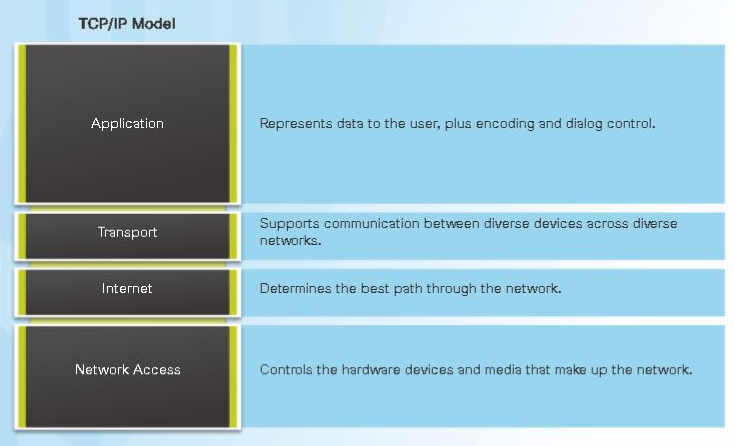 TCP/IP Model
Application
Represents data to the user, plus encoding and dialog control.
Transport
Supports communication between diverse devices across diverse
networks.
Internet
Determines the best path through the network.
Network Access
Controls the hardware devices and media that make up the network.